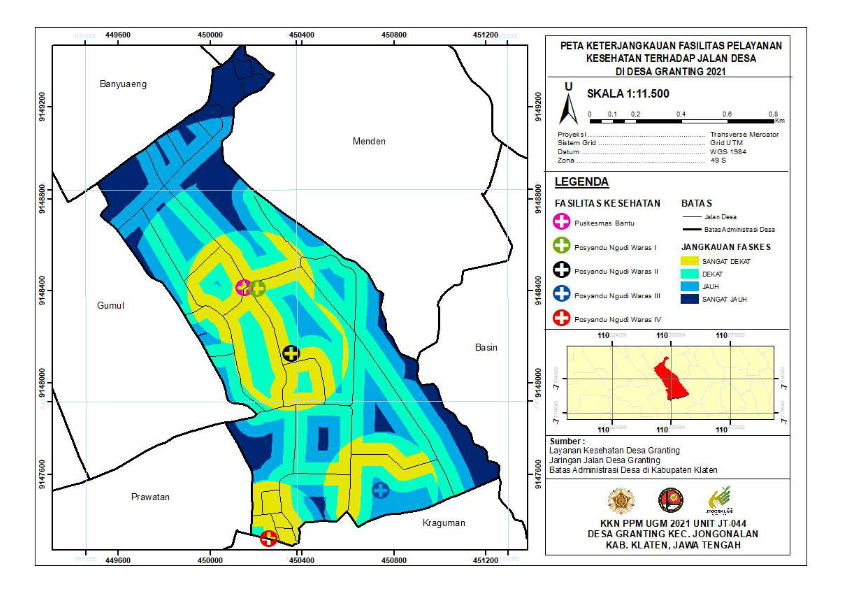 PETA KETERJANGKAUAN FASILITAS PELAYANAN
KESEHATAN TERHADAP JALAN DESA
DI DESA GRANTING 2021
U
SKALA 1:11.500
0 0,1 0,2 0,4 0,6 0,8
Km
Proyeksi ........ Transverse Mercator
Sistem Grid ........ Grid UTM
Datum ........ WGS 1984
Zona ........ 49 S
LEGENDA
FASILITAS KESEHATAN
Puskesmas Bantu
Posyandu Ngudi Waras I
Posyandu Ngudi Waras II
Posyandu Ngudi Waras III
Posyandu Ngudi Waras IV
BATAS
Jalan Desa
Batas Administrasi Desa
JANGKAUAN FASKES
SANGAT DEKAT
DEKAT
JAUH
SANGAT JAUH
110 110 110
-7 -7
-7 -7
110 110 110
Sumber :
Layanan Kesehatan Desa Granting
Jaringan Jalan Desa Granting
Batas Administrasi Desa di Kabupaten Klaten
KKN PPM UGM 2021 UNIT JT-044
DESA GRANTING KEC. JONGONALAN
KAB. KLATEN, JAWA TENGAH
449600 450000 450400 450800 451200
9149200 9149200
9148800 9148800
9148400 9148400
9148000 9148000
9147600 9147600
449600 450000 450400 450800 451200
Banyuaeng
Menden
Gumul
Basin
Prawatan
Kraguman